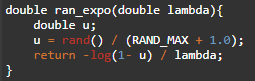 double ran_expo(double lambda){
    double u;
    u = rand() / (RAND_MAX + 1.0);
    return -log(1- u) / lambda;
}